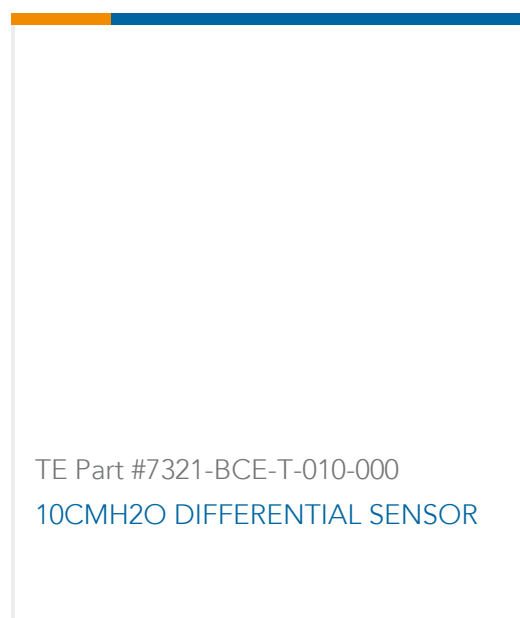 TE Part #7321-BCE-T-010-000
10CMH2O DIFFERENTIAL SENSOR